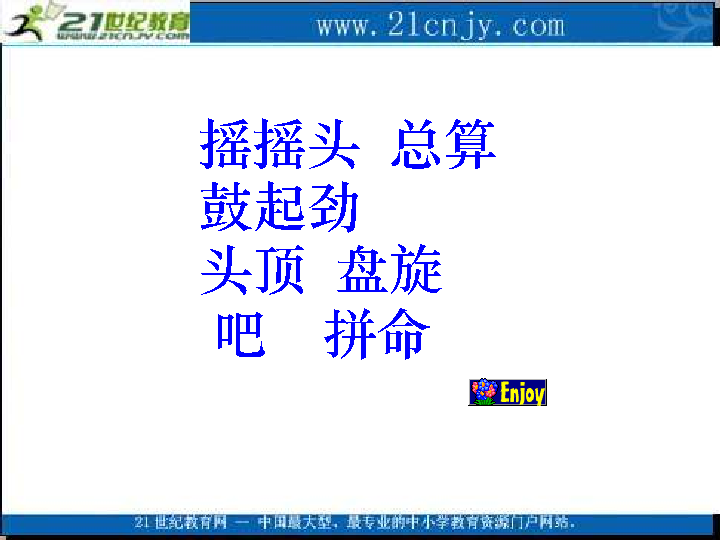 21世纪教育
WWW.21CNJY.COM
www.21cnjy.com
摇摇头 总算
鼓起劲
头顶 盘旋
吧 拼命
Enjoy
21世纪教育网 -- 中国最大型、最专业的中小学教育资源门户网站.